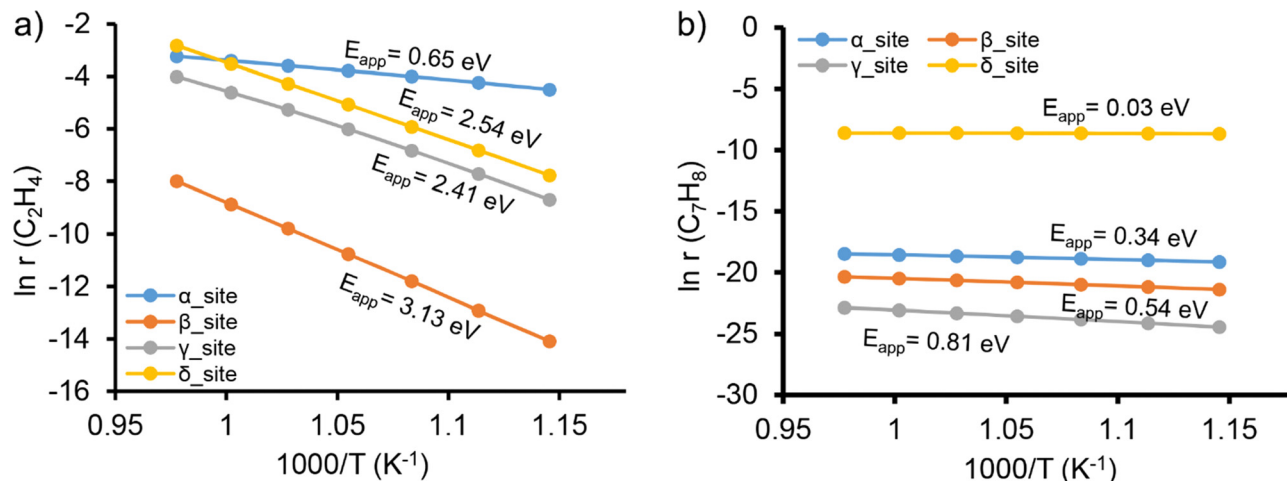 a)
ln r (C₂H₄)
-2
-4
-6
-8
-10
-12
-14
-16
Eapp= 0.65 eV
Eapp= 2.54 eV
Eapp= 2.41 eV
Eapp= 3.13 eV
α_site
β_site
γ_site
δ_site
0.95 1 1.05 1.1 1.15
1000/T (K⁻¹)
b)
ln r (C₇H₈)
0
-5
-10
-15
-20
-25
-30
α_site β_site
γ_site δ_site
Eapp= 0.03 eV
Eapp= 0.34 eV
Eapp= 0.54 eV
Eapp= 0.81 eV
0.95 1 1.05 1.1 1.15
1000/T (K⁻¹)